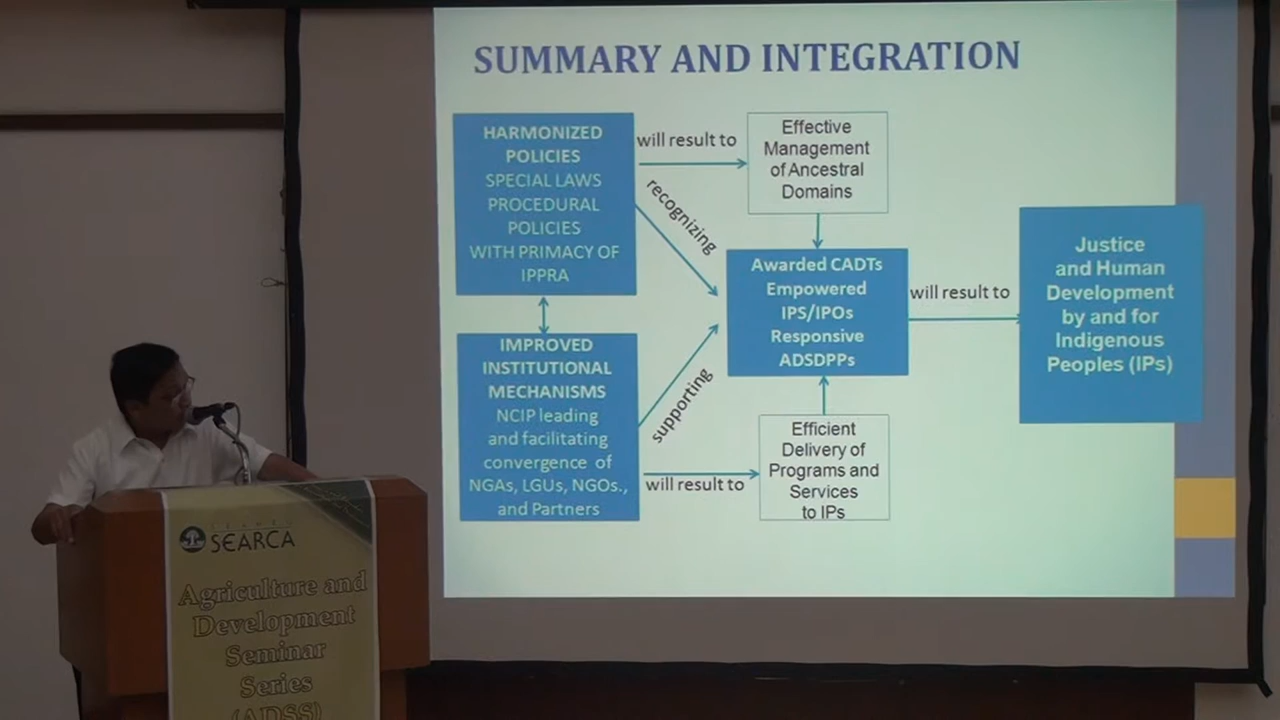 SUMMARY AND INTEGRATION
HARMONIZED
POLICIES
SPECIAL LAWS
PROCEDURAL
POLICIES
WITH PRIMACY OF
IPPRA
will result to
recognizing
Effective
Management
of Ancestral
Domains
IMPROVED
INSTITUTIONAL
MECHANISMS
NCIP leading
and facilitating
convergence of
NGAs, LGUs, NGOs.,
and Partners
supporting
will result to
Awarded CADTs
Empowered
IPS/IPOs
Responsive
ADSDPPs
Efficient
Delivery of
Programs and
Services
to IPs
will result to
Justice
and Human
Development
by and for
Indigenous
Peoples (IPs)
SEARCA
Agriculture and
Development
Seminar
Series
(ADSS)